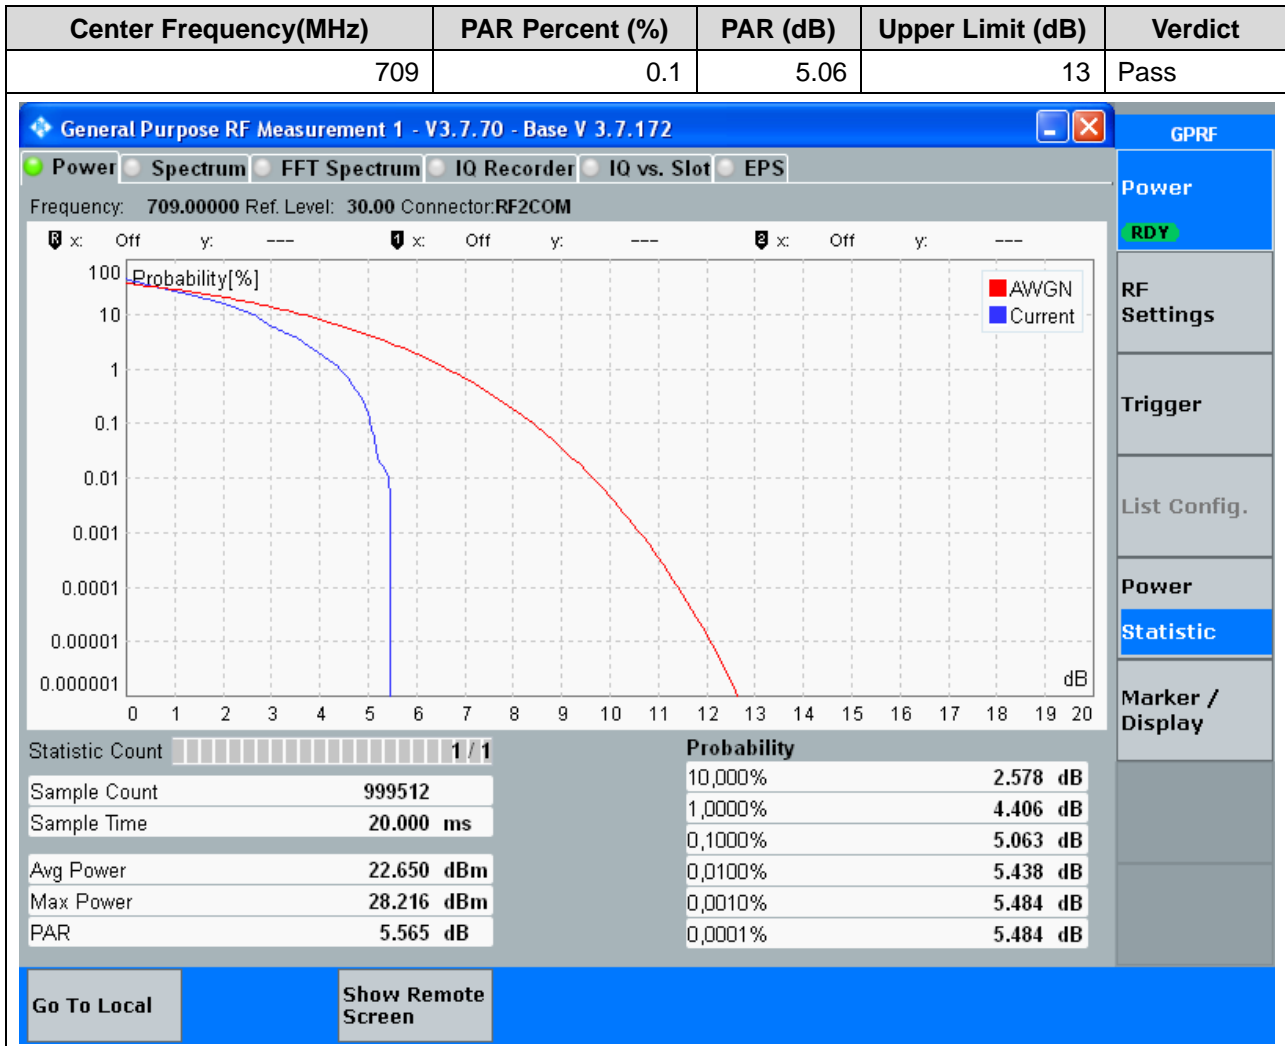 Center Frequency(MHz) PAR Percent (%) PAR (dB) Upper Limit (dB) Verdict
709 0.1 5.06 13 Pass
General Purpose RF Measurement 1 - V3.7.70 - Base V 3.7.172
GPRF
Power Spectrum FFT Spectrum IQ Recorder IQ vs. Slot EPS
Frequency: 709.00000 Ref. Level: 30.00 Connector:RF2COM
R x: Off y: --- 1 x: Off y: --- 2 x: Off y: ---
Probability[%]
AWGN
Current
100
10
1
0.1
0.01
0.001
0.0001
0.00001
0.000001
dB
0 1 2 3 4 5 6 7 8 9 10 11 12 13 14 15 16 17 18 19 20
Statistic Count 1 / 1
Sample Count 999512
Sample Time 20.000 ms
Avg Power 22.650 dBm
Max Power 28.216 dBm
PAR 5.565 dB
Probability
10,000% 2.578 dB
1,0000% 4.406 dB
0,1000% 5.063 dB
0,0100% 5.438 dB
0,0010% 5.484 dB
0,0001% 5.484 dB
Power
RDY
RF
Settings
Trigger
List Config.
Power
Statistic
Marker /
Display
Go To Local
Show Remote
Screen